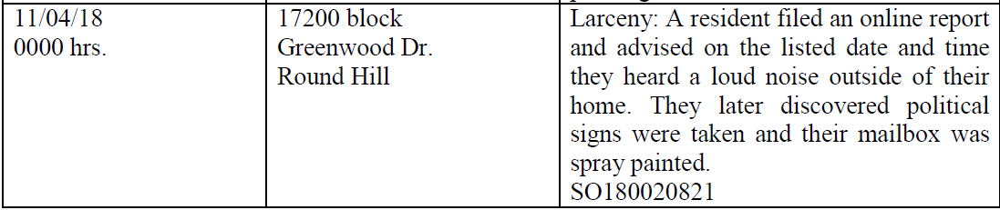 11/04/18
0000 hrs.
17200 block
Greenwood Dr.
Round Hill
Larceny: A resident filed an online report
and advised on the listed date and time
they heard a loud noise outside of their
home. They later discovered political
signs were taken and their mailbox was
spray painted.
SO180020821